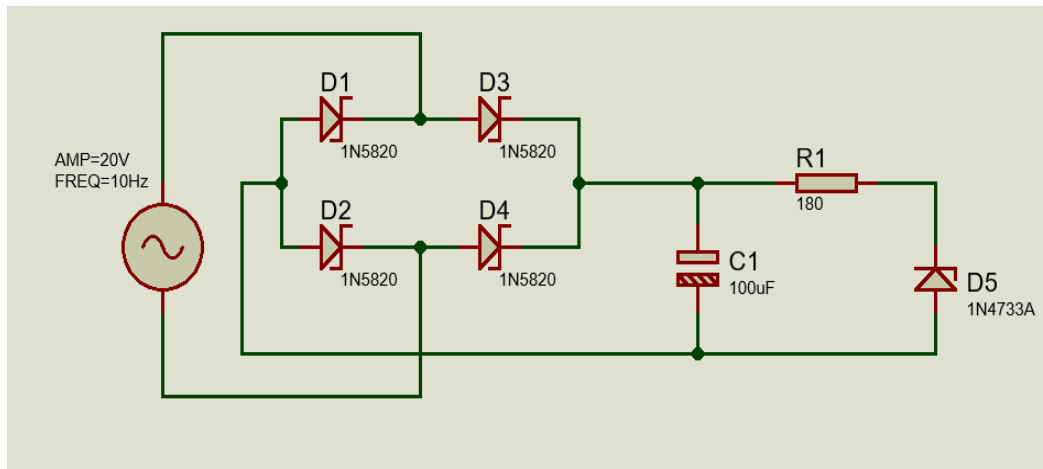 AMP=20V
FREQ=10Hz
D1
1N5820
D3
1N5820
D2
1N5820
D4
1N5820
R1
180
C1
100uF
D5
1N4733A